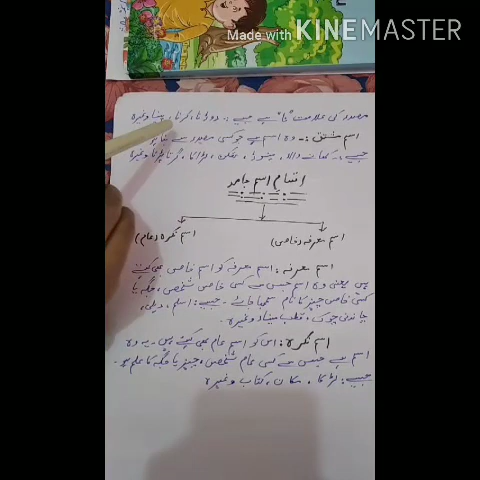 Made with KINEMASTER
مصدر کی علامت "نا" ہے جیسے :۔ دوڑنا، کرنا، پینا وغیرہ
اسم مشتق :۔ وہ اسم ہے جو کسی مصدر سے بنا ہو
جیسے :۔ کھانے والا، بھگوڑا، لڑاکا، گرتا پڑتا وغیرہ
اقسامِ اسم جامد
اسم معرفہ (خاص)    اسم نکرہ (عام)
اسم معرفہ : اسم معرفہ کو اسم خاص بھی کہتے
ہیں یعنی وہ اسم جس سے کسی خاص شخص، جگہ یا
کسی خاص چیز کا نام سمجھا جائے ۔ جیسے : اسلم، دہلی،
چاندنی چوک، قطب مینار وغیرہ ۔
اسم نکرہ : اس کو اسم عام بھی کہتے ہیں ۔ یہ وہ
اسم ہے جس سے کسی عام شخص، چیز یا جگہ کا علم ہو ۔
جیسے : لڑکا، مکان، کتاب وغیرہ